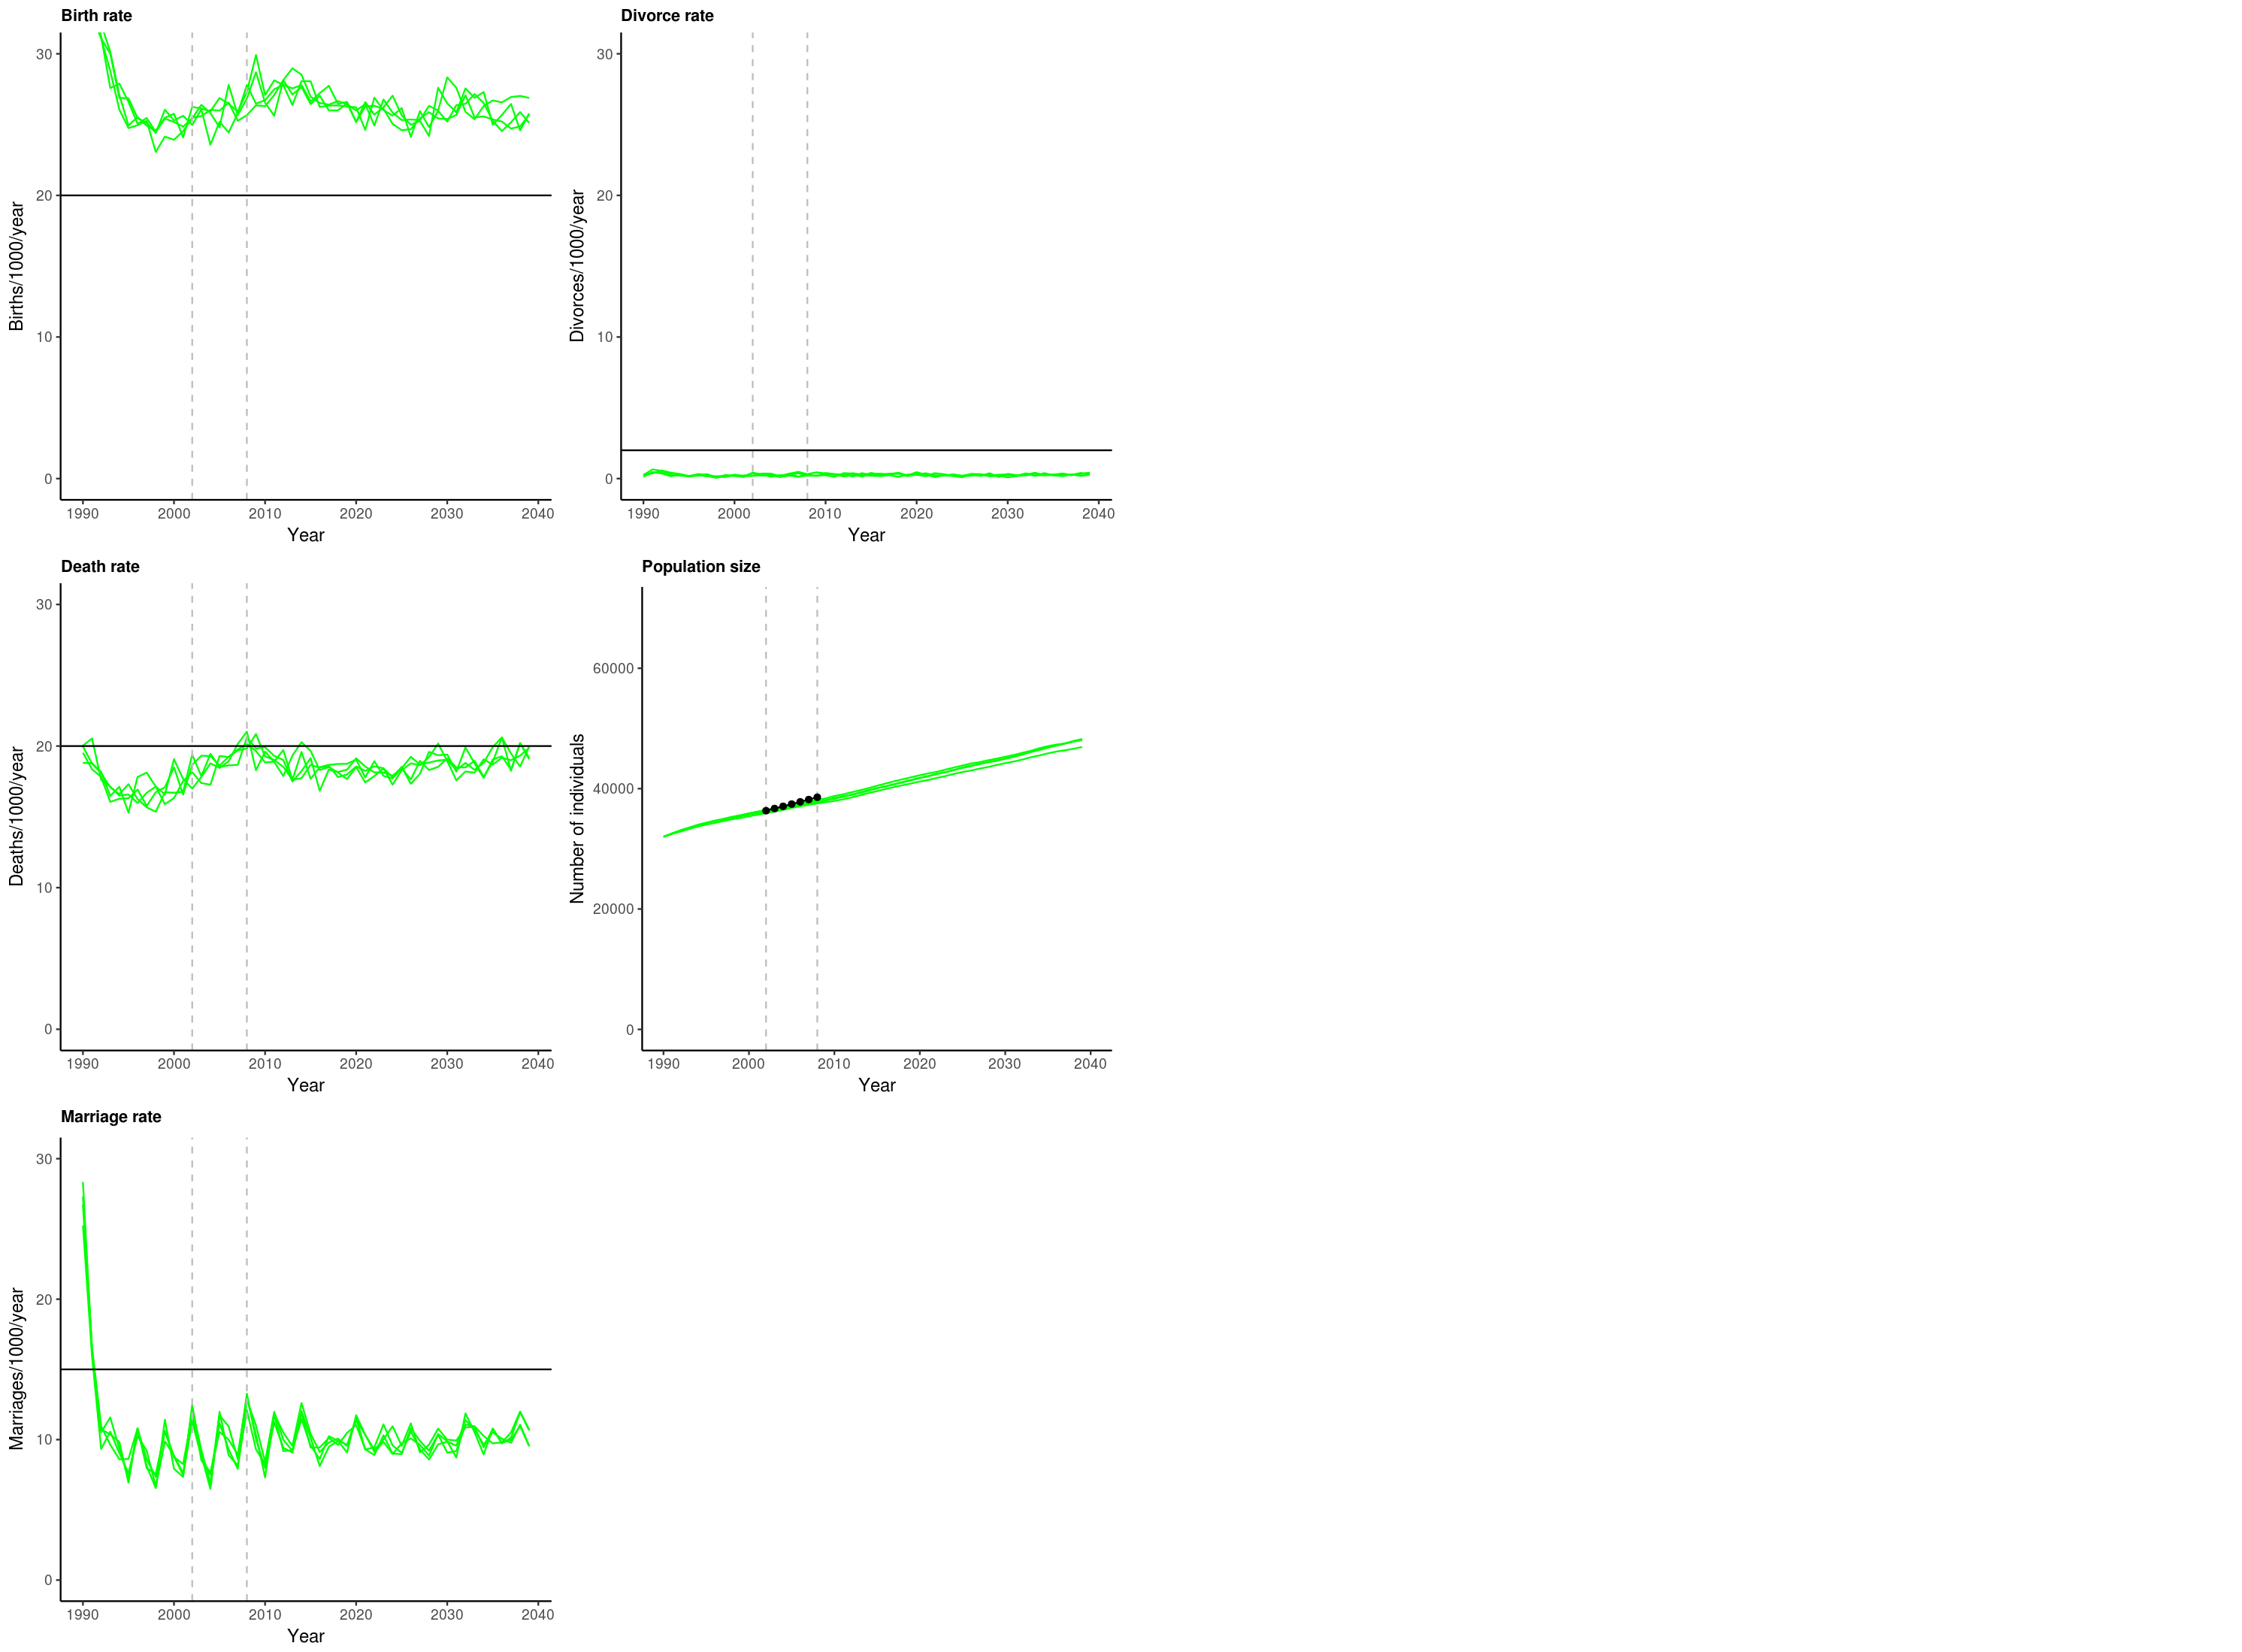 Birth rate
Births/1000/year
30
20
10
0
1990 2000 2010 2020 2030 2040
Year
Divorce rate
Divorces/1000/year
30
20
10
0
1990 2000 2010 2020 2030 2040
Year
Death rate
Deaths/1000/year
30
20
10
0
1990 2000 2010 2020 2030 2040
Year
Population size
Number of individuals
60000
40000
20000
0
1990 2000 2010 2020 2030 2040
Year
Marriage rate
Marriages/1000/year
30
20
10
0
1990 2000 2010 2020 2030 2040
Year